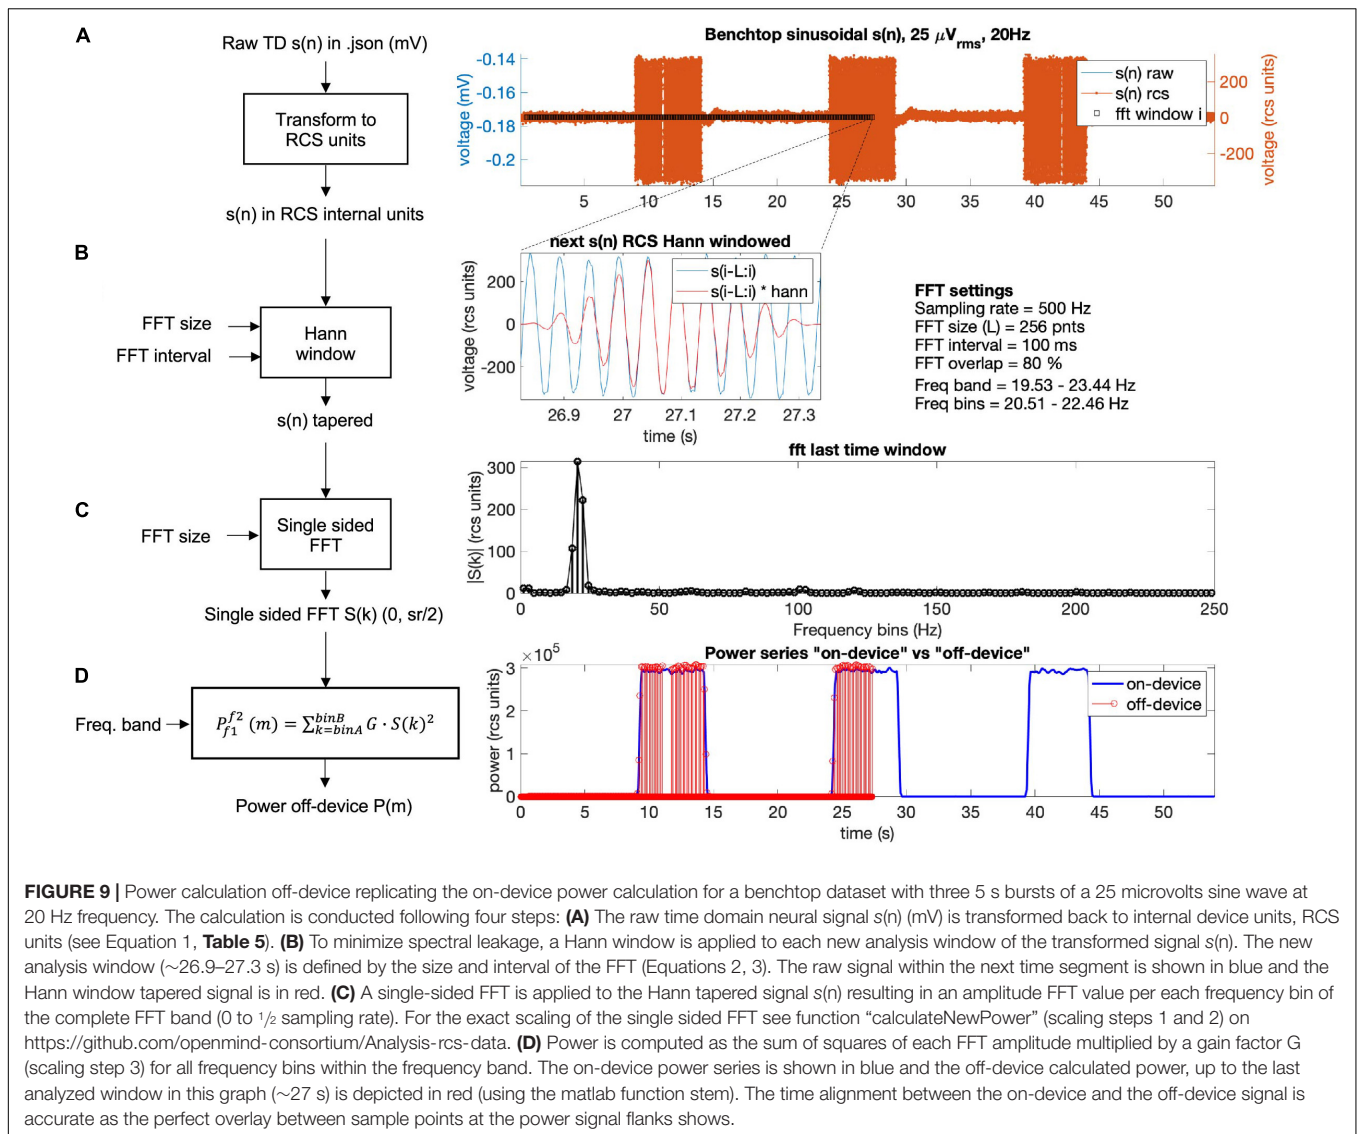 A
Raw TD s(n) in .json (mV)
Transform to
RCS units
s(n) in RCS internal units
B
FFT size
FFT interval
Hann
window
s(n) tapered
C
FFT size
Single sided
FFT
Single sided FFT S(k) (0, sr/2)
D
Freq. band
P_{f1}^{f2} (m) = ∑_{k=binA}^{binB} G · S(k)²
Power off-device P(m)
Benchtop sinusoidal s(n), 25 μV_{rms}, 20Hz
voltage (mV)
-0.14
-0.16
-0.18
-0.2
s(n) raw
s(n) rcs
fft window i
200
0
-200
voltage (rcs units)
5 10 15 20 25 30 35 40 45 50
next s(n) RCS Hann windowed
voltage (rcs units)
200
0
-200
s(i-L:i)
s(i-L:i) * hann
26.9 27 27.1 27.2 27.3
time (s)
FFT settings
Sampling rate = 500 Hz
FFT size (L) = 256 pnts
FFT interval = 100 ms
FFT overlap = 80 %
Freq band = 19.53 - 23.44 Hz
Freq bins = 20.51 - 22.46 Hz
fft last time window
|S(k)| (rcs units)
300
200
100
0
0 50 100 150 200 250
Frequency bins (Hz)
Power series "on-device" vs "off-device"
×10⁵
power (rcs units)
3
2
1
0
on-device
off-device
0 5 10 15 20 25 30 35 40 45 50
time (s)
FIGURE 9 | Power calculation off-device replicating the on-device power calculation for a benchtop dataset with three 5 s bursts of a 25 microvolts sine wave at
20 Hz frequency. The calculation is conducted following four steps: (A) The raw time domain neural signal s(n) (mV) is transformed back to internal device units, RCS
units (see Equation 1, Table 5). (B) To minimize spectral leakage, a Hann window is applied to each new analysis window of the transformed signal s(n). The new
analysis window (∼26.9–27.3 s) is defined by the size and interval of the FFT (Equations 2, 3). The raw signal within the next time segment is shown in blue and the
Hann window tapered signal is in red. (C) A single-sided FFT is applied to the Hann tapered signal s(n) resulting in an amplitude FFT value per each frequency bin of
the complete FFT band (0 to 1/2 sampling rate). For the exact scaling of the single sided FFT see function “calculateNewPower” (scaling steps 1 and 2) on
https://github.com/openmind-consortium/Analysis-rcs-data. (D) Power is computed as the sum of squares of each FFT amplitude multiplied by a gain factor G
(scaling step 3) for all frequency bins within the frequency band. The on-device power series is shown in blue and the off-device calculated power, up to the last
analyzed window in this graph (∼27 s) is depicted in red (using the matlab function stem). The time alignment between the on-device and the off-device signal is
accurate as the perfect overlay between sample points at the power signal flanks shows.